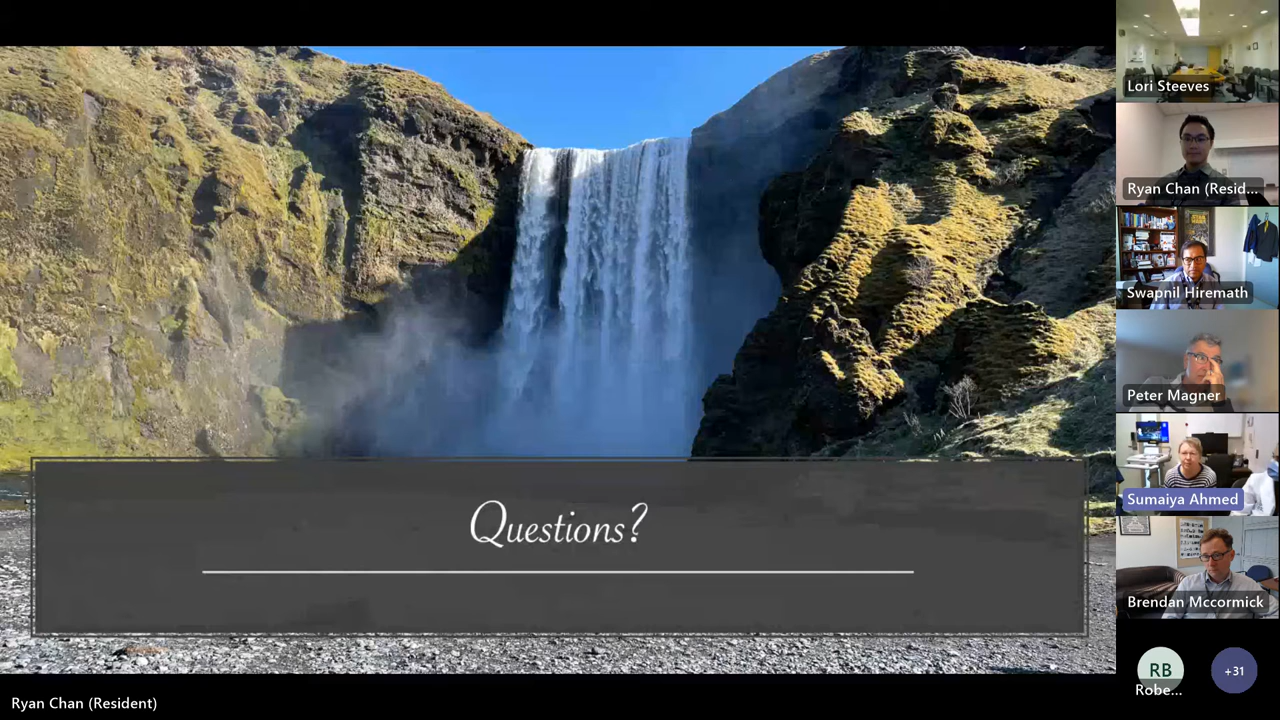 Questions?
Lori Steeves
Ryan Chan (Resid...
Swapnil Hiremath
Peter Magner
Sumaiya Ahmed
Brendan Mccormick
RB
Robe...
+31
Ryan Chan (Resident)